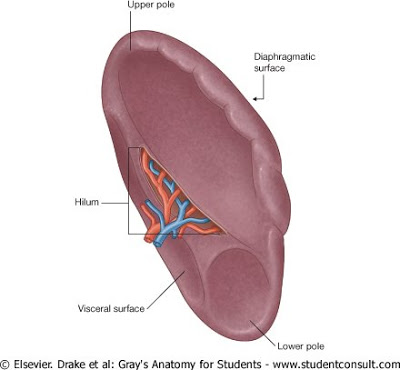 Upper pole
Diaphragmatic
surface
Hilum
Visceral surface
Lower pole
© Elsevier. Drake et al: Gray's Anatomy for Students - www.studentconsult.com